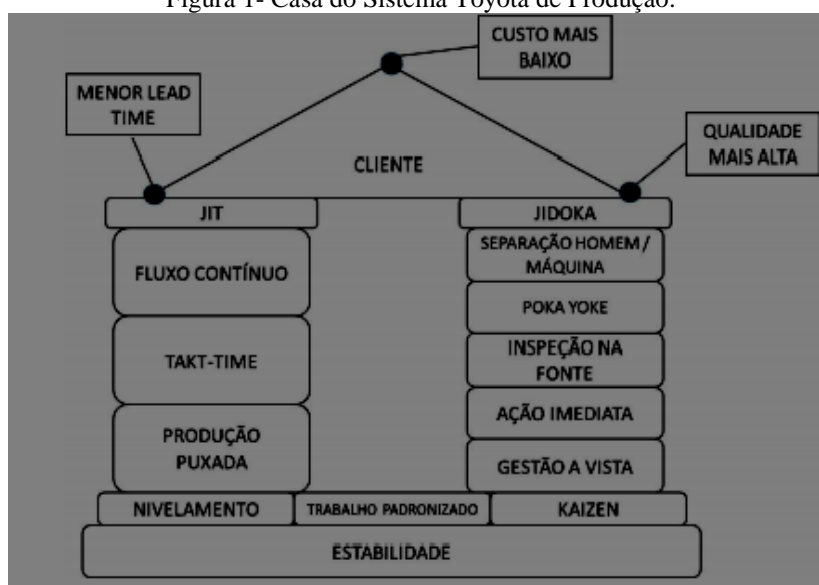 Figura 1- Casa do Sistema Toyota de Produção.
CUSTO MAIS
BAIXO
MENOR LEAD
TIME
QUALIDADE
MAIS ALTA
CLIENTE
JIT
JIDOKA
FLUXO CONTÍNUO
SEPARAÇÃO HOMEM /
MÁQUINA
POKA YOKE
TAKT-TIME
INSPEÇÃO NA
FONTE
AÇÃO IMEDIATA
PRODUÇÃO
PUXADA
GESTÃO A VISTA
NIVELAMENTO
TRABALHO PADRONIZADO
KAIZEN
ESTABILIDADE